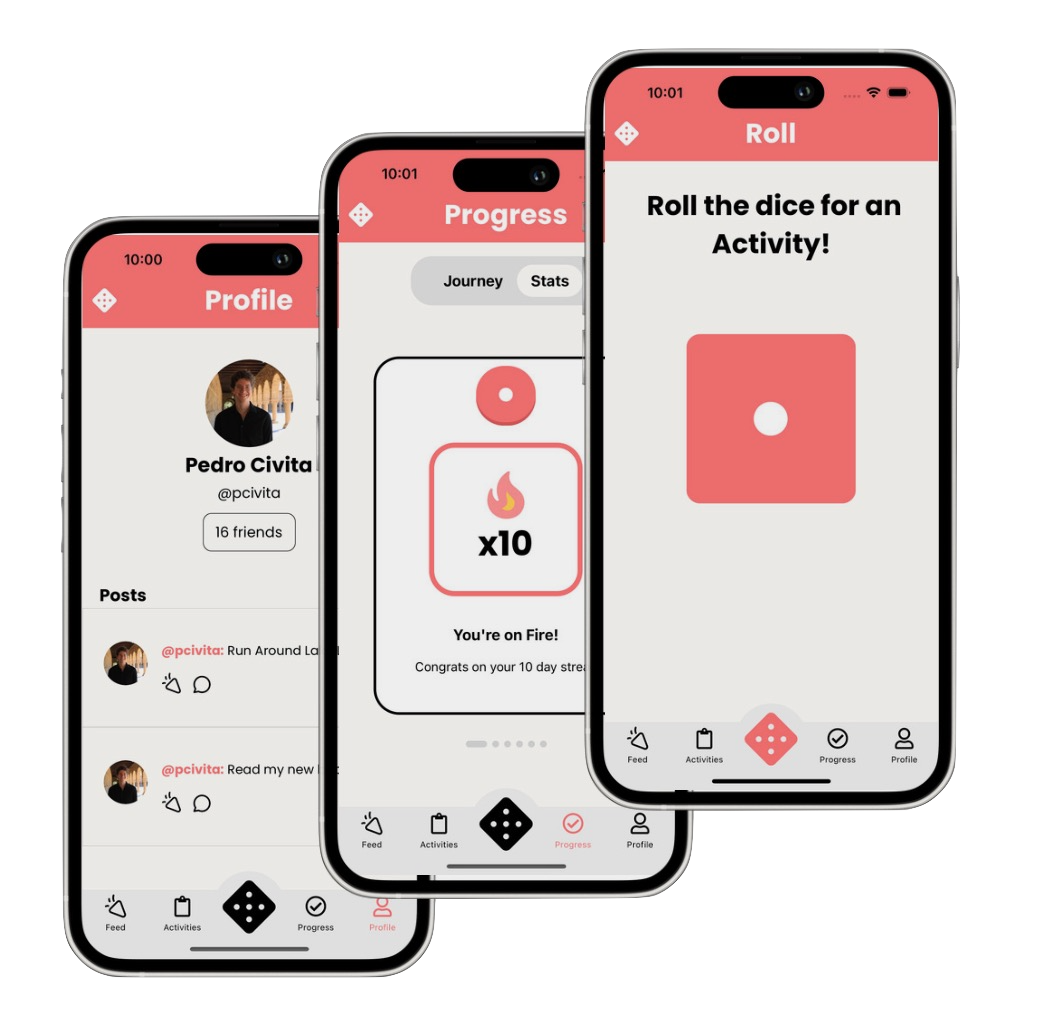 10:00
Profile
Pedro Civita
@pcivita
16 friends
Posts
@pcivita: Run Around
@pcivita: Read my new
Feed
Activities
Progress
Profile
10:01
Progress
Journey
Stats
x10
You're on Fire!
Congrats on your 10 day
Feed
Activities
Progress
Profile
10:01
Roll
Roll the dice for an
Activity!
Feed
Activities
Progress
Profile